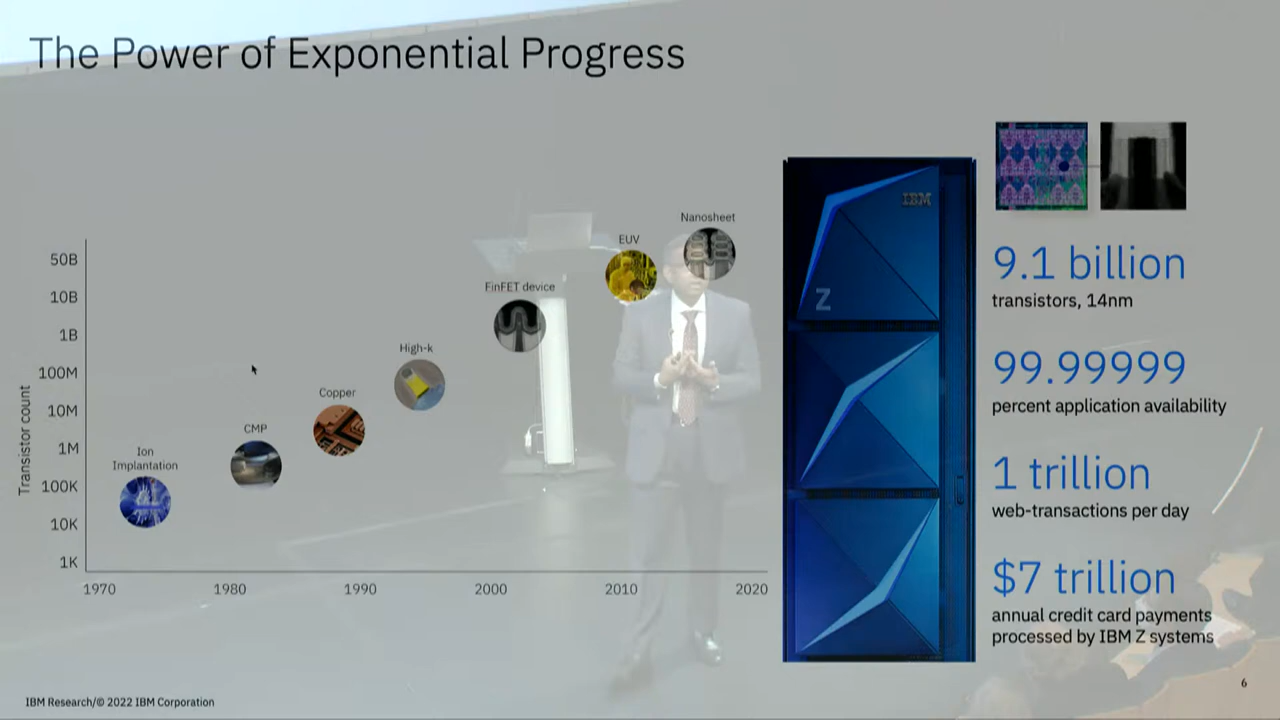 The Power of Exponential Progress
Transistor count
50B
10B
1B
100M
10M
1M
100K
10K
1K
1970
1980
1990
2000
2010
2020
Ion
Implantation
CMP
Copper
High-k
FinFET device
EUV
Nanosheet
IBM
Z
9.1 billion
transistors, 14nm
99.99999
percent application availability
1 trillion
web-transactions per day
$7 trillion
annual credit card payments
processed by IBM Z systems
IBM Research/© 2022 IBM Corporation
6